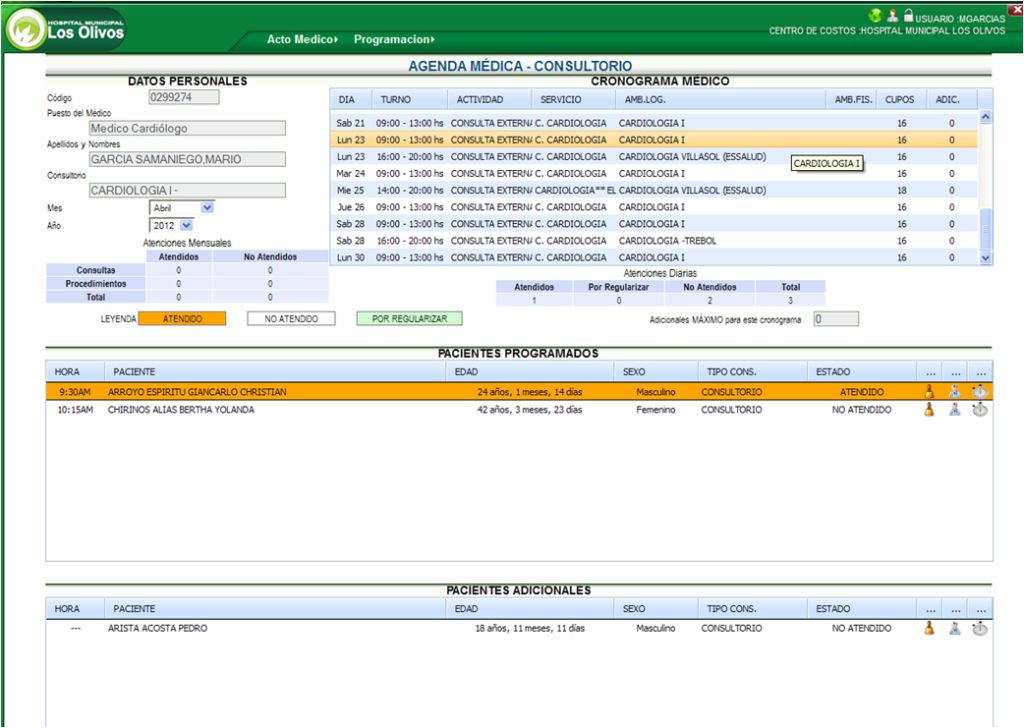 HOSPITAL MUNICIPAL
Los Olivos
USUARIO :MGARCIAS
CENTRO DE COSTOS :HOSPITAL MUNICIPAL LOS OLIVOS
Acto Medico Programacion
AGENDA MÉDICA - CONSULTORIO
DATOS PERSONALES
Código 0299274
Puesto del Médico
Medico Cardiólogo
Apellidos y Nombres
GARCIA SAMANIEGO,MARIO
Consultorio
CARDIOLOGIA I -
Mes Abril
Año 2012
Atenciones Mensuales
Atendidos No Atendidos
Consultas 0 0
Procedimientos 0 0
Total 0 0
LEYENDA ATENDIDO NO ATENDIDO POR REGULARIZAR
CRONOGRAMA MÉDICO
DIA TURNO ACTIVIDAD SERVICIO AMB.LOG. AMB.FIS. CUPOS ADIC.
Sab 21 09:00 - 13:00 hs CONSULTA EXTERNA C. CARDIOLOGIA CARDIOLOGIA I 16 0
Lun 23 09:00 - 13:00 hs CONSULTA EXTERNA C. CARDIOLOGIA CARDIOLOGIA I 16 0
Lun 23 16:00 - 20:00 hs CONSULTA EXTERNA C. CARDIOLOGIA CARDIOLOGIA VILLASOL (ESSALUD) 16 0
CARDIOLOGIA I
Mar 24 09:00 - 13:00 hs CONSULTA EXTERNA C. CARDIOLOGIA CARDIOLOGIA I 16 0
Mie 25 14:00 - 20:00 hs CONSULTA EXTERNA CARDIOLOGIA** EL CARDIOLOGIA VILLASOL (ESSALUD) 18 0
Jue 26 09:00 - 13:00 hs CONSULTA EXTERNA C. CARDIOLOGIA CARDIOLOGIA I 16 0
Sab 28 09:00 - 13:00 hs CONSULTA EXTERNA C. CARDIOLOGIA CARDIOLOGIA I 16 0
Sab 28 16:00 - 20:00 hs CONSULTA EXTERNA C. CARDIOLOGIA CARDIOLOGIA -TREBOL 16 0
Lun 30 09:00 - 13:00 hs CONSULTA EXTERNA C. CARDIOLOGIA CARDIOLOGIA I 16 0
Atenciones Diarias
Atendidos Por Regularizar No Atendidos Total
1 0 2 3
Adicionales MÁXIMO para este cronograma 0
PACIENTES PROGRAMADOS
HORA PACIENTE EDAD SEXO TIPO CONS. ESTADO ... ... ...
9:30AM ARROYO ESPIRITU GIANCARLO CHRISTIAN 24 años, 1 meses, 14 días Masculino CONSULTORIO ATENDIDO
10:15AM CHIRINOS ALIAS BERTHA YOLANDA 42 años, 3 meses, 23 días Femenino CONSULTORIO NO ATENDIDO
PACIENTES ADICIONALES
HORA PACIENTE EDAD SEXO TIPO CONS. ESTADO ... ... ...
--- ARISTA ACOSTA PEDRO 18 años, 11 meses, 11 días Masculino CONSULTORIO NO ATENDIDO